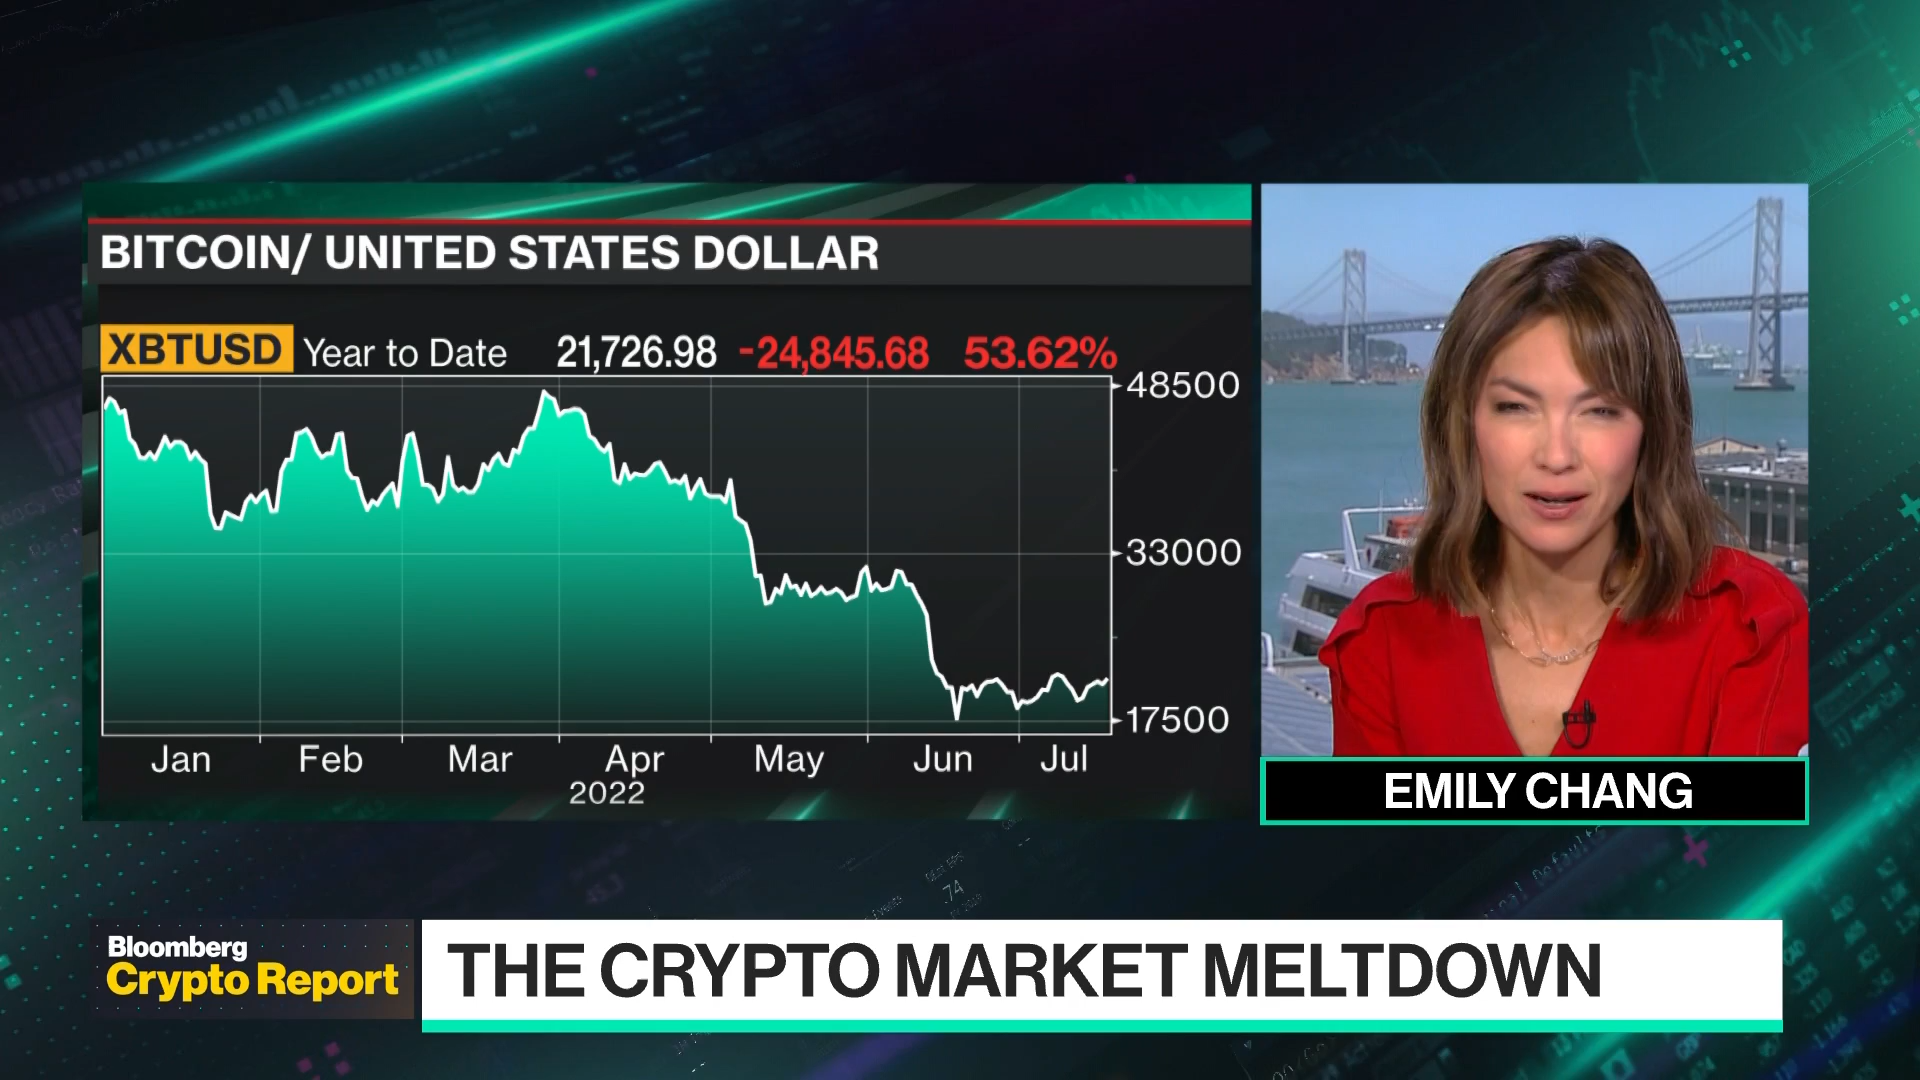 BITCOIN/ UNITED STATES DOLLAR
XBTUSD Year to Date 21,726.98 -24,845.68 53.62%
48500
33000
17500
Jan Feb Mar Apr May Jun Jul
2022
EMILY CHANG
Bloomberg
Crypto Report
THE CRYPTO MARKET MELTDOWN